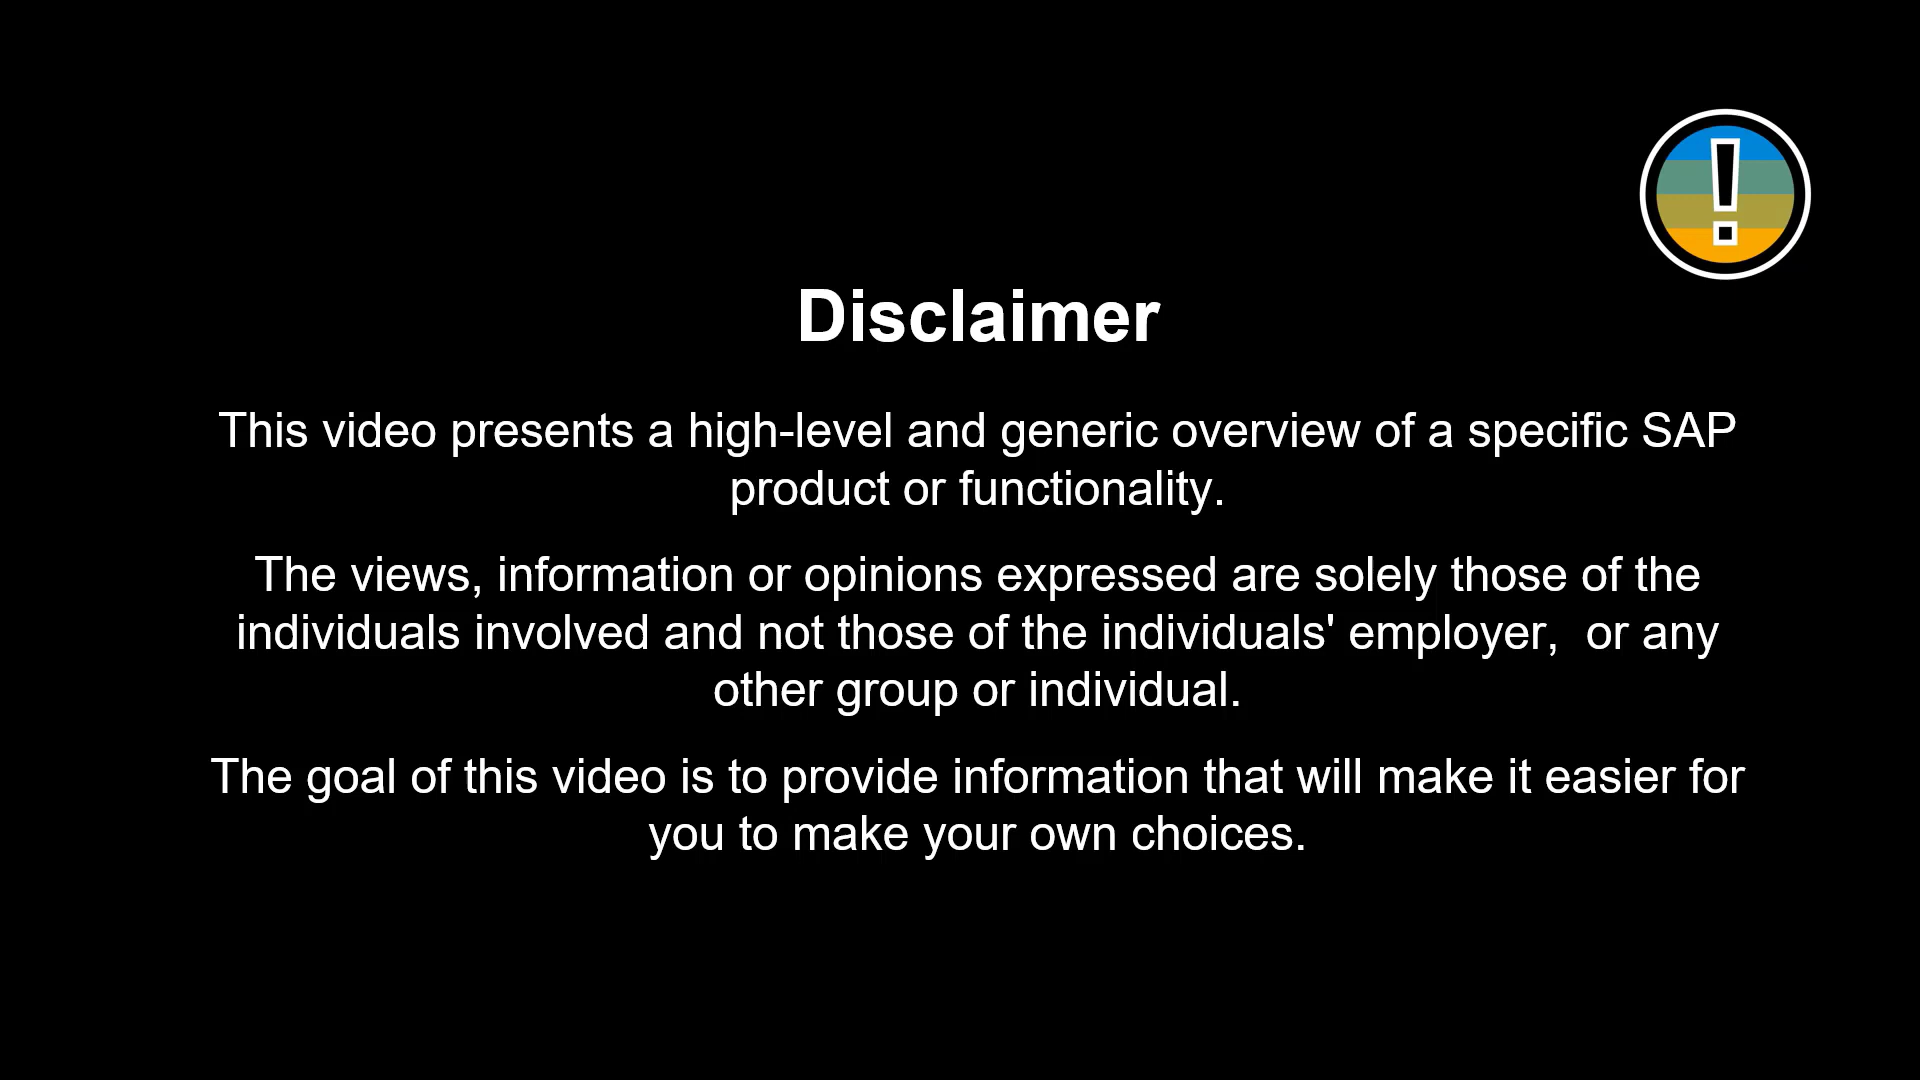 Disclaimer
This video presents a high-level and generic overview of a specific SAP
product or functionality.
The views, information or opinions expressed are solely those of the
individuals involved and not those of the individuals' employer,  or any
other group or individual.
The goal of this video is to provide information that will make it easier for
you to make your own choices.